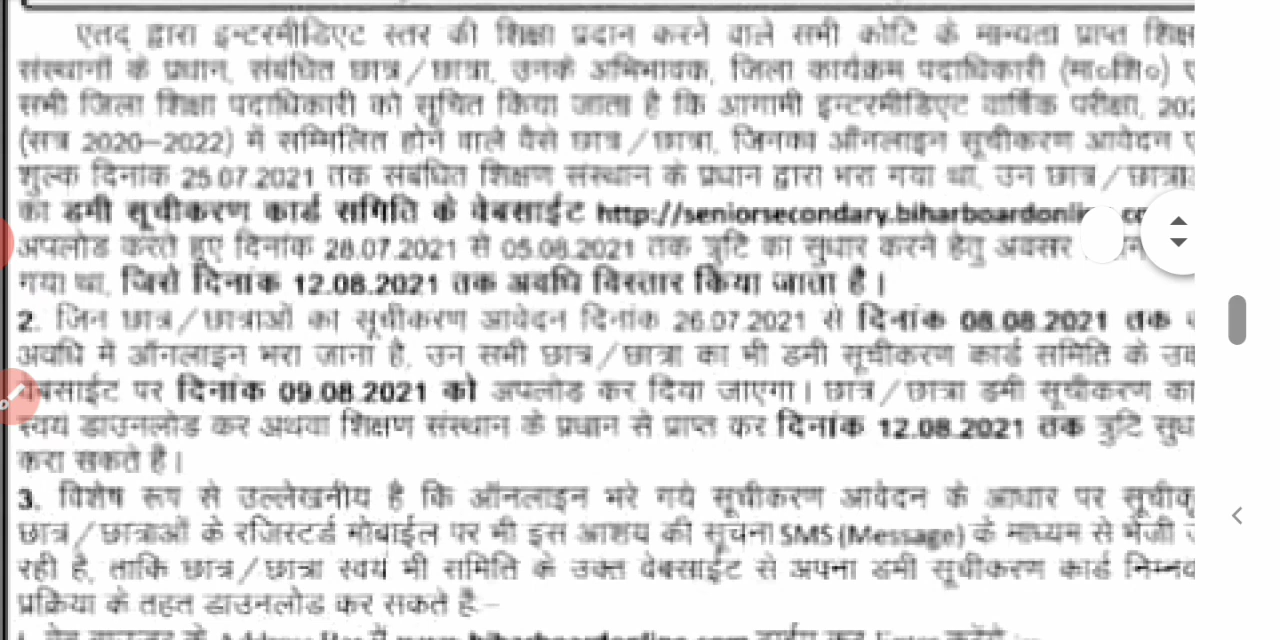 एतद् द्वारा इन्टरमीडिएट स्तर की शिक्षा प्रदान करने वाले सभी कोटि के मान्यता प्राप्त
संस्थानों के प्रधान, संबंधित छात्र/छात्रा, उनके अभिभावक, जिला कार्यक्रम पदाधिकारी (मा०शि०)
सभी जिला शिक्षा पदाधिकारी को सूचित किया जाता है कि आगामी इन्टरमीडिएट वार्षिक परीक्षा,
(सत्र 2020–2022) में सम्मिलित होने वाले वैसे छात्र/छात्रा, जिनका ऑनलाइन सूचीकरण आवेदन
शुल्क दिनांक 25.07.2021 तक संबंधित शिक्षण संस्थान के प्रधान द्वारा भरा गया था, उन छात्र/छात्रा
का डमी सूचीकरण कार्ड समिति के वेबसाईट
अपलोड करते हुए दिनांक 28.07.2021 से 05.08.2021 तक त्रुटि का सुधार करने हेतु अवसर
गया था, जिसे दिनांक 12.08.2021 तक अवधि विस्तार किया जाता है।
2. जिन छात्र/छात्राओं का सूचीकरण आवेदन दिनांक 26.07.2021 से दिनांक 08.08.2021 तक
अवधि में ऑनलाइन भरा जाना है, उन सभी छात्र/छात्रा का भी डमी सूचीकरण कार्ड समिति के
वेबसाईट पर दिनांक 09.08.2021 को अपलोड कर दिया जाएगा। छात्र/छात्रा डमी सूचीकरण
स्वयं डाउनलोड कर अथवा शिक्षण संस्थान के प्रधान से प्राप्त कर दिनांक 12.08.2021 तक त्रुटि
करा सकते है।
3. विशेष रूप से उल्लेखनीय है कि ऑनलाइन भरे गये सूचीकरण आवेदन के आधार पर
छात्र/छात्राओं के रजिस्टर्ड मोबाईल पर भी इस आशय की सूचना SMS (Message) के माध्यम से भेजी
रही है, ताकि छात्र/छात्रा स्वयं भी समिति के उक्त वेबसाईट से अपना डमी सूचीकरण कार्ड
प्रक्रिया के तहत डाउनलोड कर सकते है:–